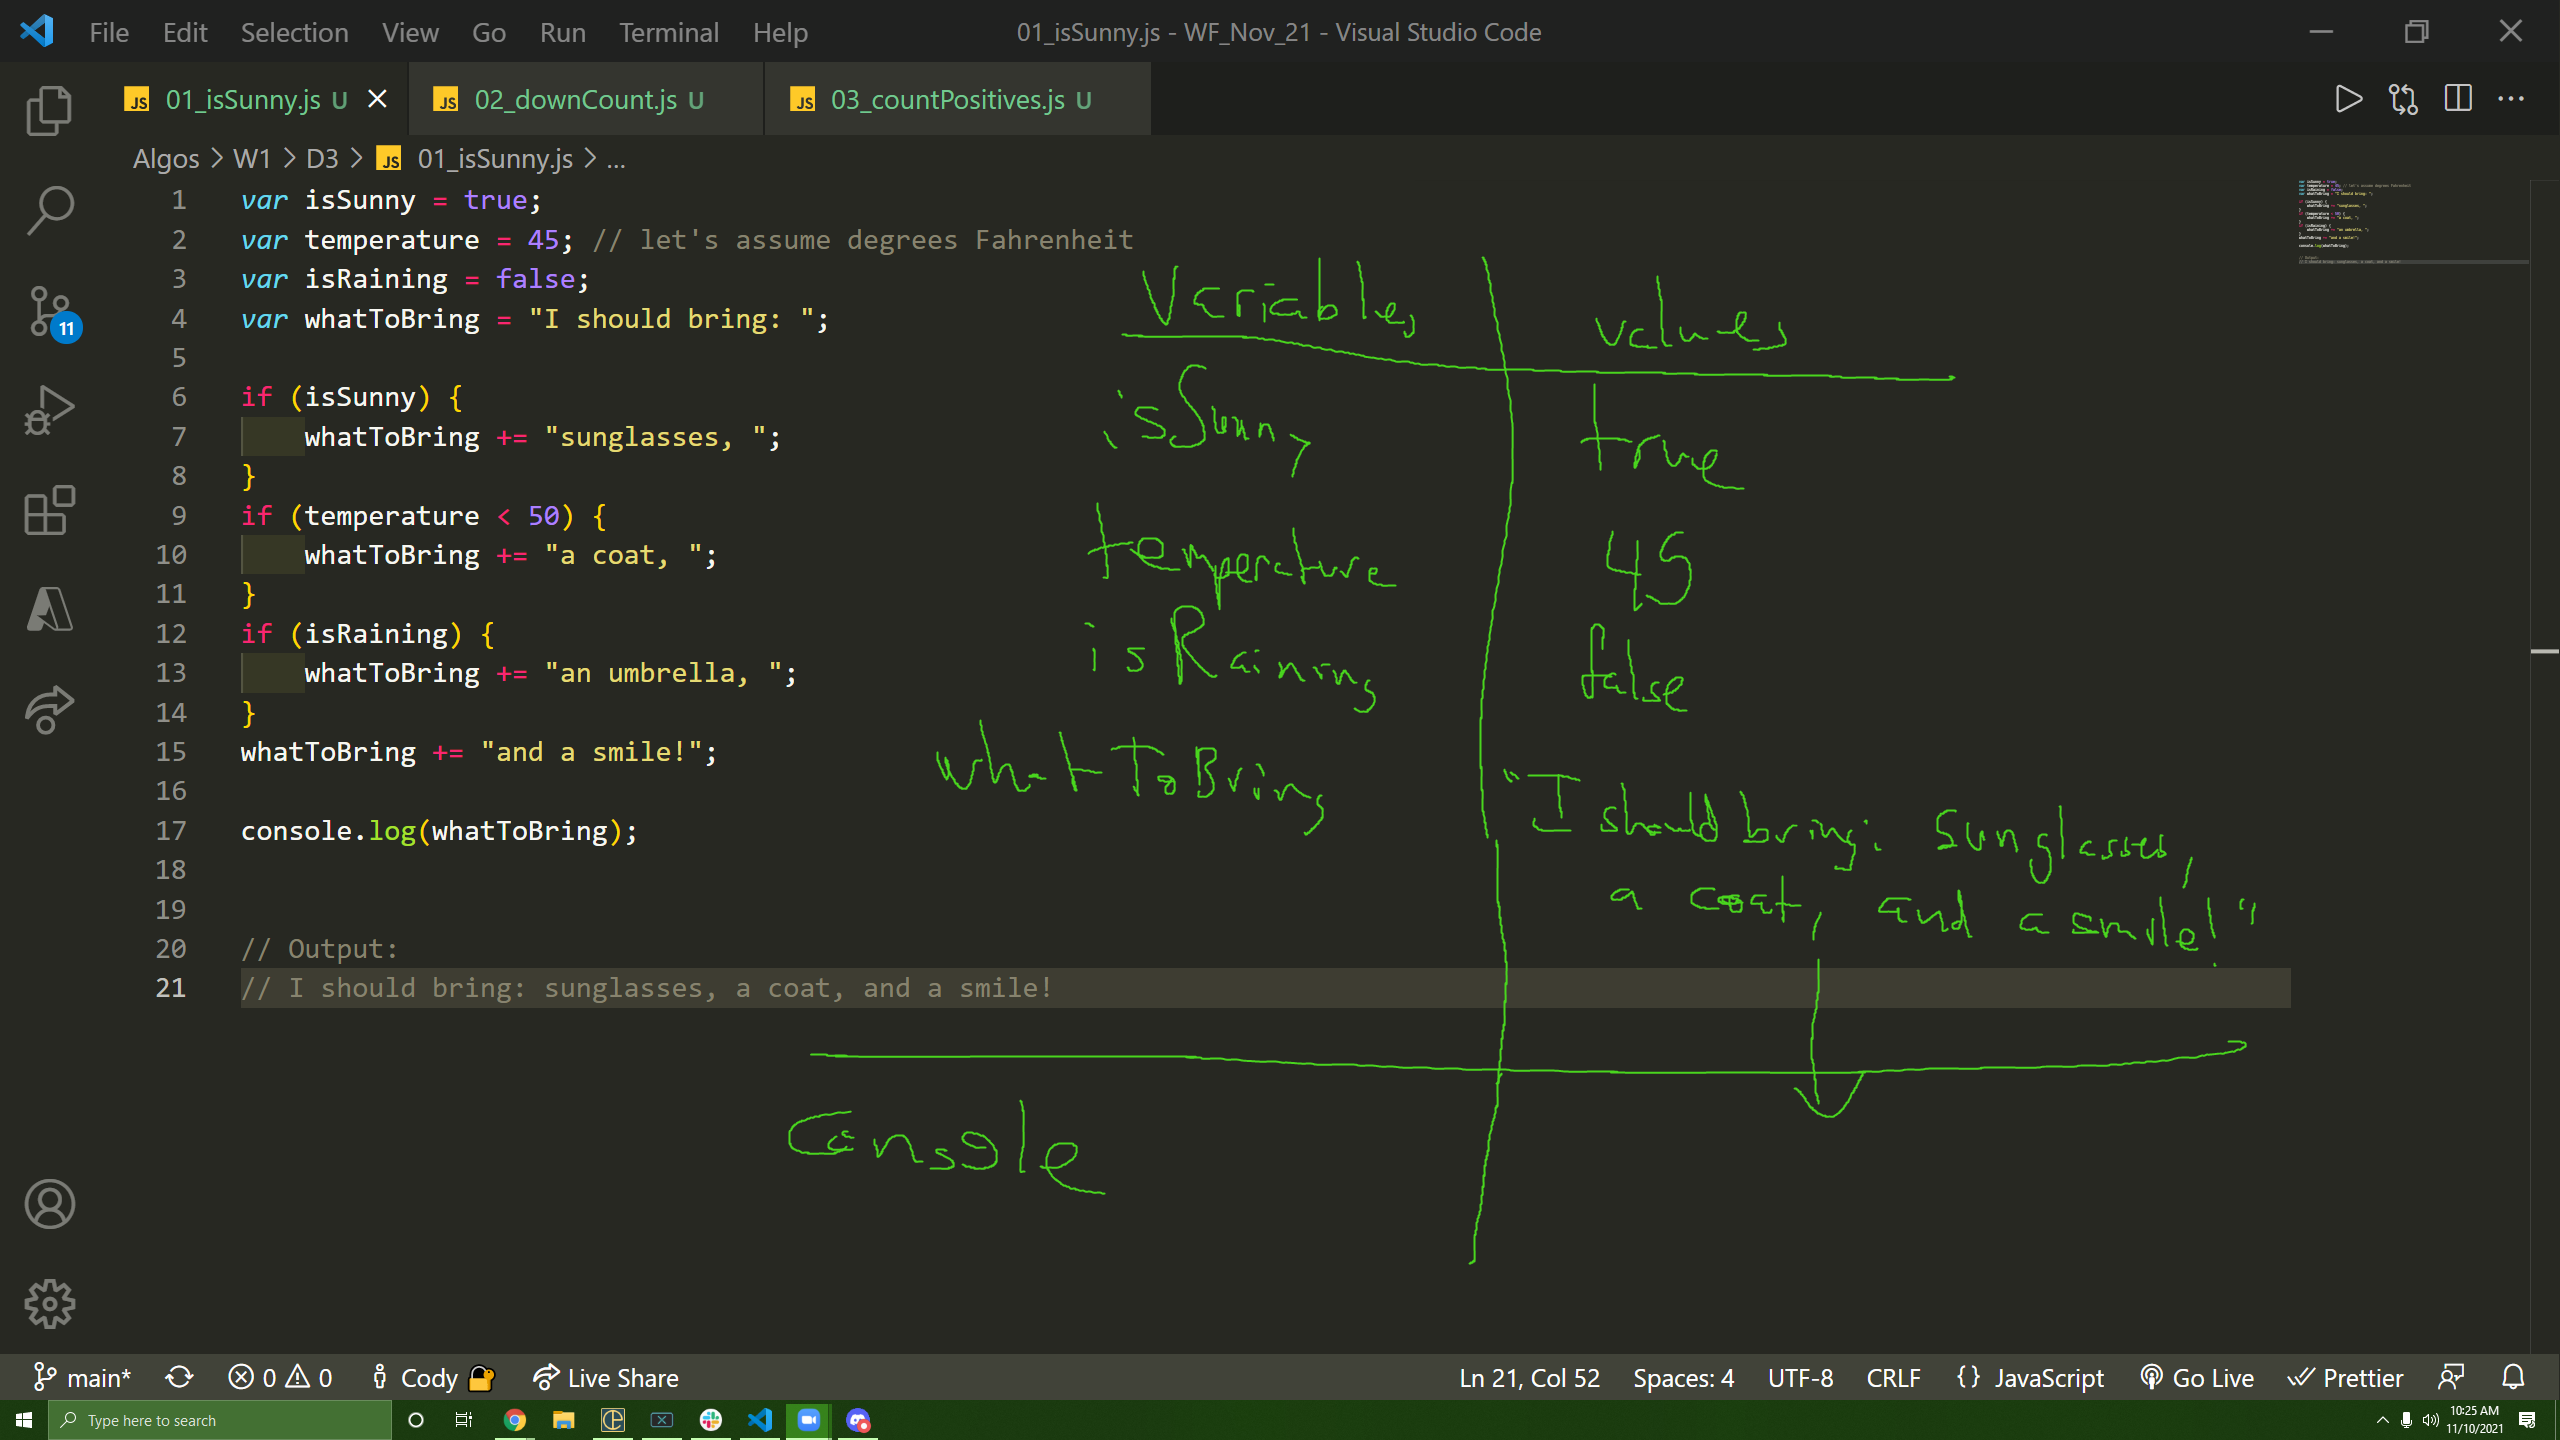 File Edit Selection View Go Run Terminal Help 01_isSunny.js - WF_Nov_21 - Visual Studio Code
JS 01_isSunny.js U JS 02_downCount.js U JS 03_countPositives.js U
Algos > W1 > D3 > JS 01_isSunny.js > ...
1 var isSunny = true;
2 var temperature = 45; // let's assume degrees Fahrenheit
3 var isRaining = false;
4 var whatToBring = "I should bring: ";
5
6 if (isSunny) {
7 whatToBring += "sunglasses, ";
8 }
9 if (temperature < 50) {
10 whatToBring += "a coat, ";
11 }
12 if (isRaining) {
13 whatToBring += "an umbrella, ";
14 }
15 whatToBring += "and a smile!";
16
17 console.log(whatToBring);
18
19
20 // Output:
21 // I should bring: sunglasses, a coat, and a smile!
11
Variables values
isSunny true
temperature 45
isRaining false
whatToBring "I should bring: sunglasses,
a coat, and a smile!"
Console
main* 0 0 Cody Live Share Ln 21, Col 52 Spaces: 4 UTF-8 CRLF {} JavaScript Go Live Prettier
Type here to search
10:25 AM
11/10/2021